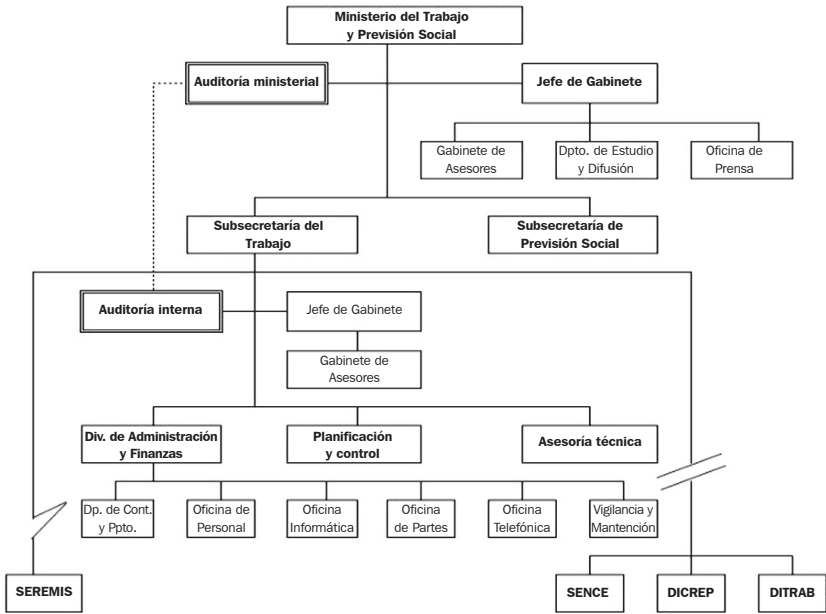 Ministerio del Trabajo
y Previsión Social
Auditoría ministerial
Jefe de Gabinete
Gabinete de
Asesores
Dpto. de Estudio
y Difusión
Oficina de
Prensa
Subsecretaría del
Trabajo
Subsecretaría de
Previsión Social
Auditoría interna
Jefe de Gabinete
Gabinete de
Asesores
Div. de Administración
y Finanzas
Planificación
y control
Asesoría técnica
Dp. de Cont.
y Ppto.
Oficina de
Personal
Oficina
Informática
Oficina
de Partes
Oficina
Telefónica
Vigilancia y
Mantención
SEREMIS
SENCE
DICREP
DITRAB